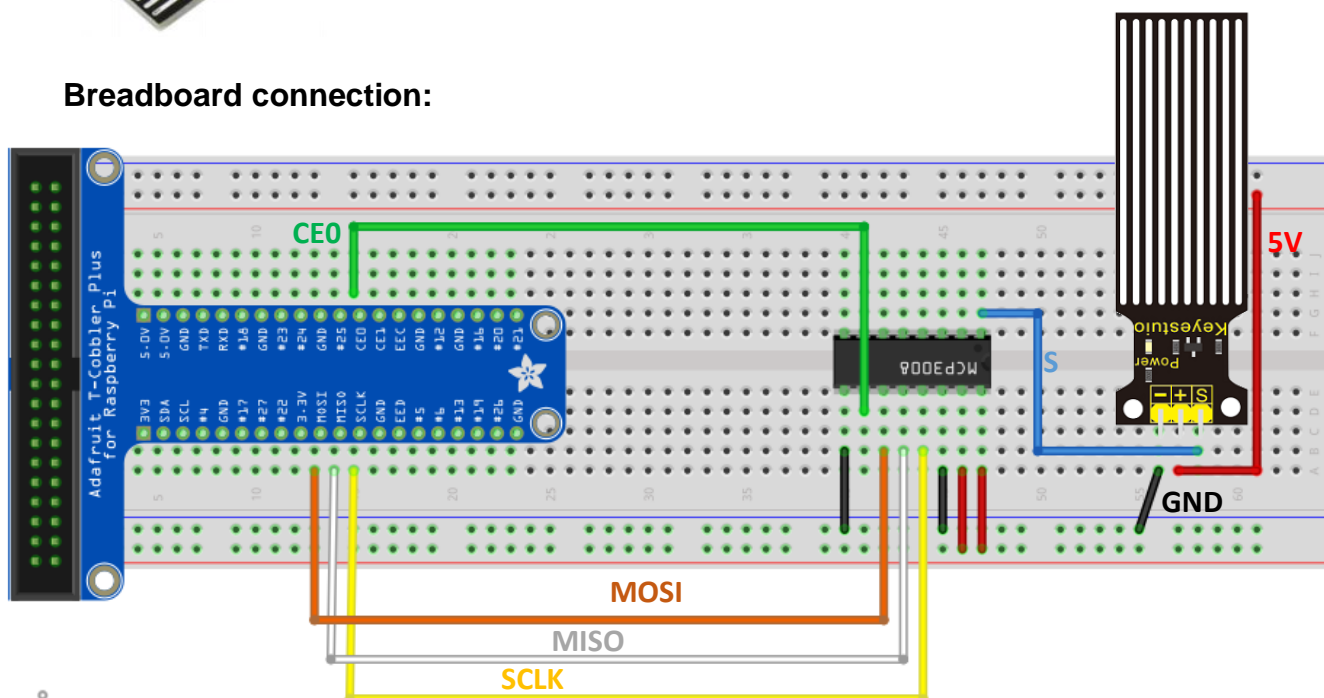 Breadboard connection:
CE0
5V
Adafruit T-Cobbler Plus
for Raspberry Pi
5.0V
5.0V
GND
TXD
RXD
GND
#23
#24
GND
#25
CE0
CE1
EEC
GND
#12
GND
#16
#20
#21
3V3
SDA
SCL
#4
GND
#17
#27
#22
3.3V
MOSI
MISO
SCLK
GND
EED
#5
#6
#13
#19
#26
GND
MCP3008
S
Keyestuio
Power
- + S
GND
MOSI
MISO
SCLK